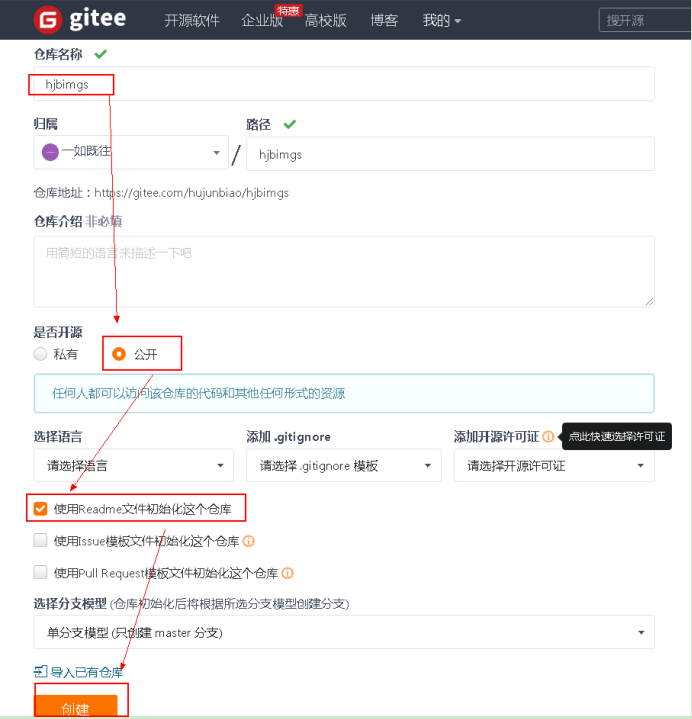 gitee 开源软件 企业版 特惠 高校版 博客 我的 搜开源
仓库名称
hjbimgs
归属 路径
一如既往 / hjbimgs
仓库地址：https://gitee.com/hujunbiao/hjbimgs
仓库介绍 非必填
用简短的语言来描述一下吧
是否开源
私有 公开
任何人都可以访问该仓库的代码和其他任何形式的资源
选择语言 添加 .gitignore 添加开源许可证 点此快速选择许可证
请选择语言 请选择 .gitignore 模板 请选择开源许可证
使用Readme文件初始化这个仓库
使用Issue模板文件初始化这个仓库
使用Pull Request模板文件初始化这个仓库
选择分支模型 (仓库初始化后将根据所选分支模型创建分支)
单分支模型 (只创建 master 分支)
导入已有仓库
创建